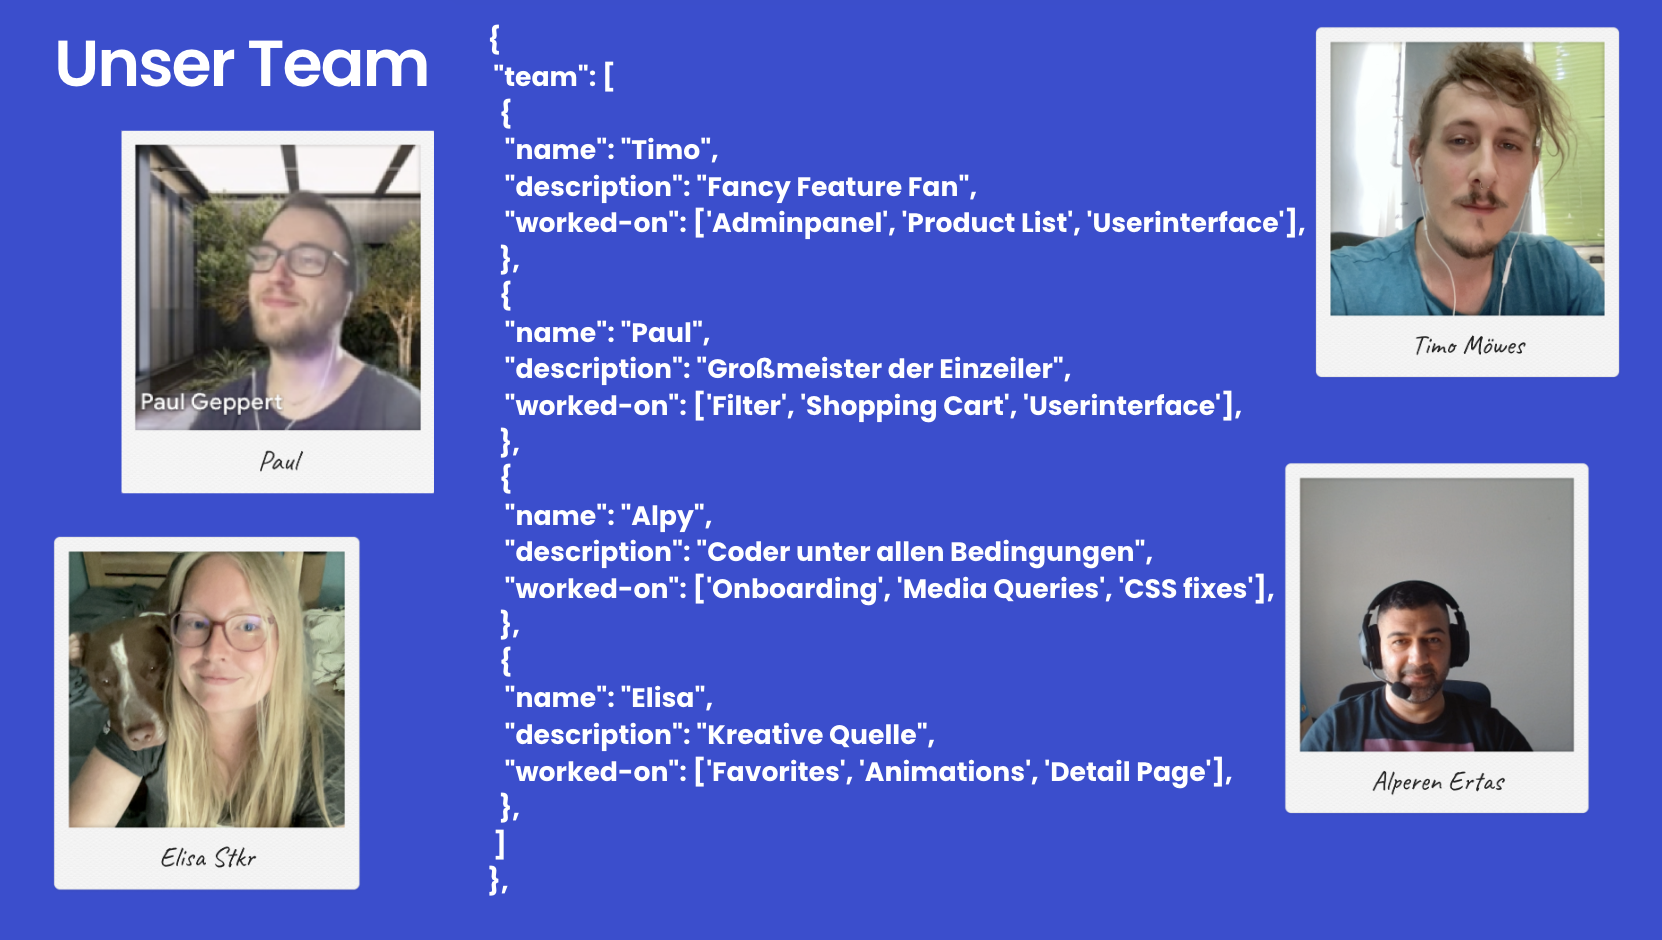 Unser Team
{
"team": [
{
"name": "Timo",
"description": "Fancy Feature Fan",
"worked-on": ['Adminpanel', 'Product List', 'Userinterface'],
},
{
"name": "Paul",
"description": "Großmeister der Einzeiler",
"worked-on": ['Filter', 'Shopping Cart', 'Userinterface'],
},
{
"name": "Alpy",
"description": "Coder unter allen Bedingungen",
"worked-on": ['Onboarding', 'Media Queries', 'CSS fixes'],
},
{
"name": "Elisa",
"description": "Kreative Quelle",
"worked-on": ['Favorites', 'Animations', 'Detail Page'],
},
]
},
Paul Geppert
Paul
Elisa Stkr
Timo Möwes
Alperen Ertas